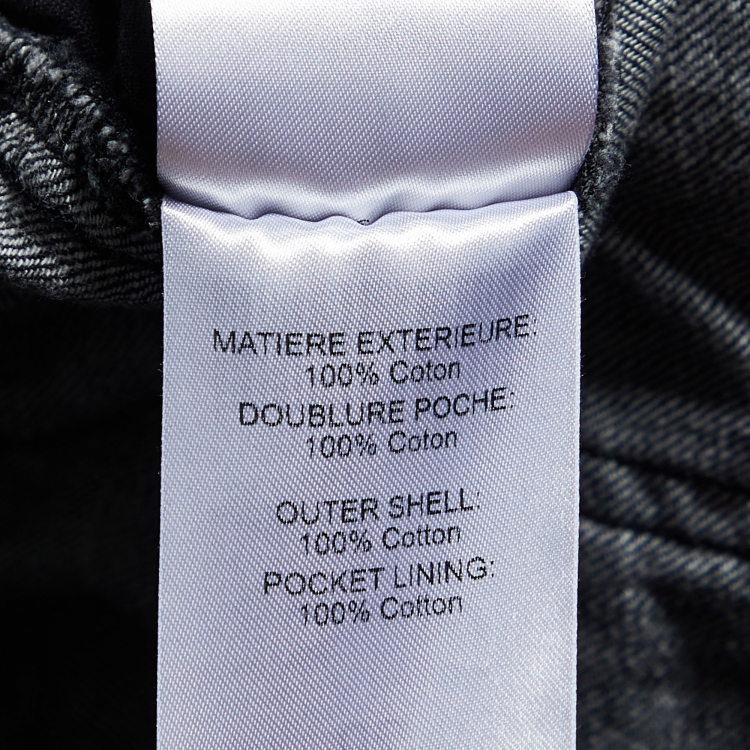 MATIERE EXTERIEURE:
100% Coton
DOUBLURE POCHE:
100% Coton
OUTER SHELL:
100% Cotton
POCKET LINING:
100% Cotton